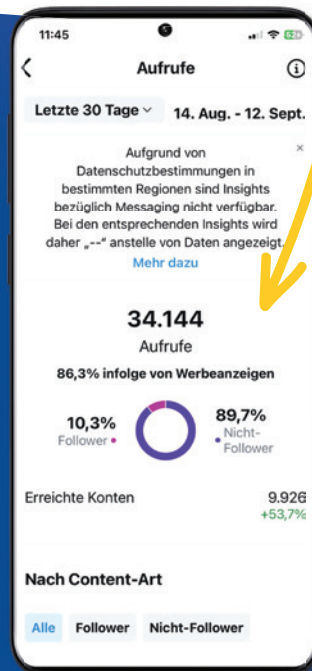 11:45
Aufrufe
Letzte 30 Tage 14. Aug. - 12. Sept.
Aufgrund von
Datenschutzbestimmungen in
bestimmten Regionen sind Insights
bezüglich Messaging nicht verfügbar.
Bei den entsprechenden Insights wird
daher „--" anstelle von Daten angezeigt.
Mehr dazu
34.144
Aufrufe
86,3% infolge von Werbeanzeigen
10,3%
Follower
89,7%
Nicht-
Follower
Erreichte Konten 9.926
+53,7%
Nach Content-Art
Alle Follower Nicht-Follower